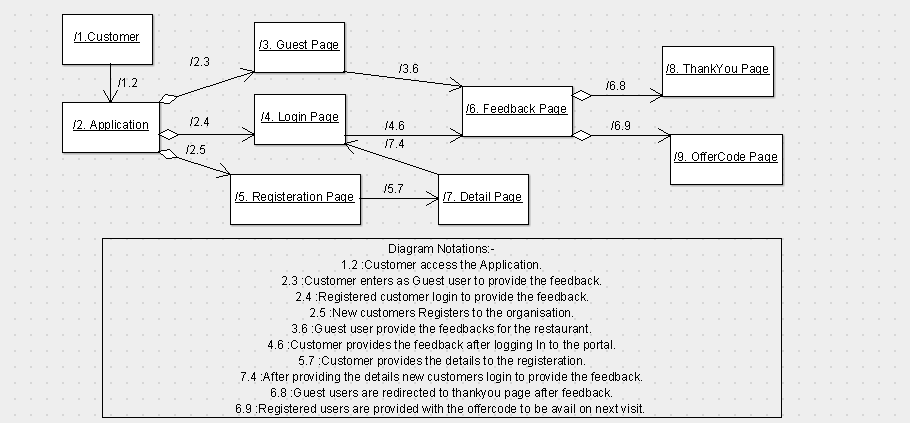 /1.Customer
/1.2
/2. Application
/2.3
/3. Guest Page
/2.4
/4. Login Page
/2.5
/5. Registeration Page
/3.6
/4.6
/7.4
/5.7
/7. Detail Page
/6. Feedback Page
/6.8
/8. ThankYou Page
/6.9
/9. OfferCode Page
Diagram Notations:-
1.2 :Customer access the Application.
2.3 :Customer enters as Guest user to provide the feedback.
2.4 :Registered customer login to provide the feedback.
2.5 :New customers Registers to the organisation.
3.6 :Guest user provide the feedbacks for the restaurant.
4.6 :Customer provides the feedback after logging In to the portal.
5.7 :Customer provides the details to the registeration.
7.4 :After providing the details new customers login to provide the feedback.
6.8 :Guest users are redirected to thankyou page after feedback.
6.9 :Registered users are provided with the offercode to be avail on next visit.